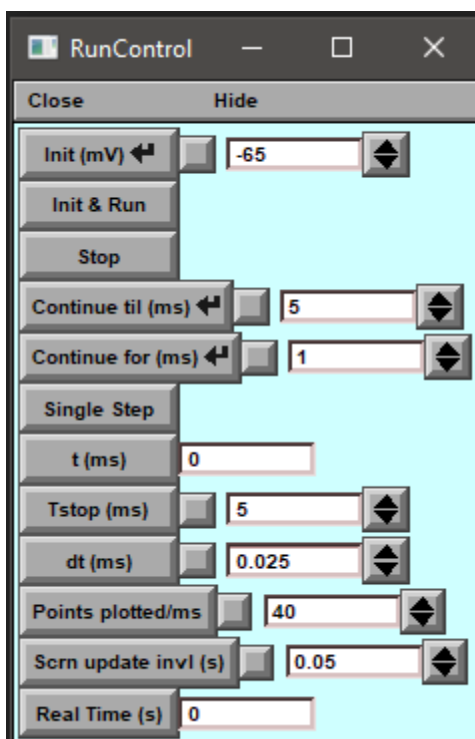 RunControl
Close Hide
Init (mV) -65
Init & Run
Stop
Continue til (ms) 5
Continue for (ms) 1
Single Step
t (ms) 0
Tstop (ms) 5
dt (ms) 0.025
Points plotted/ms 40
Scrn update invl (s) 0.05
Real Time (s) 0